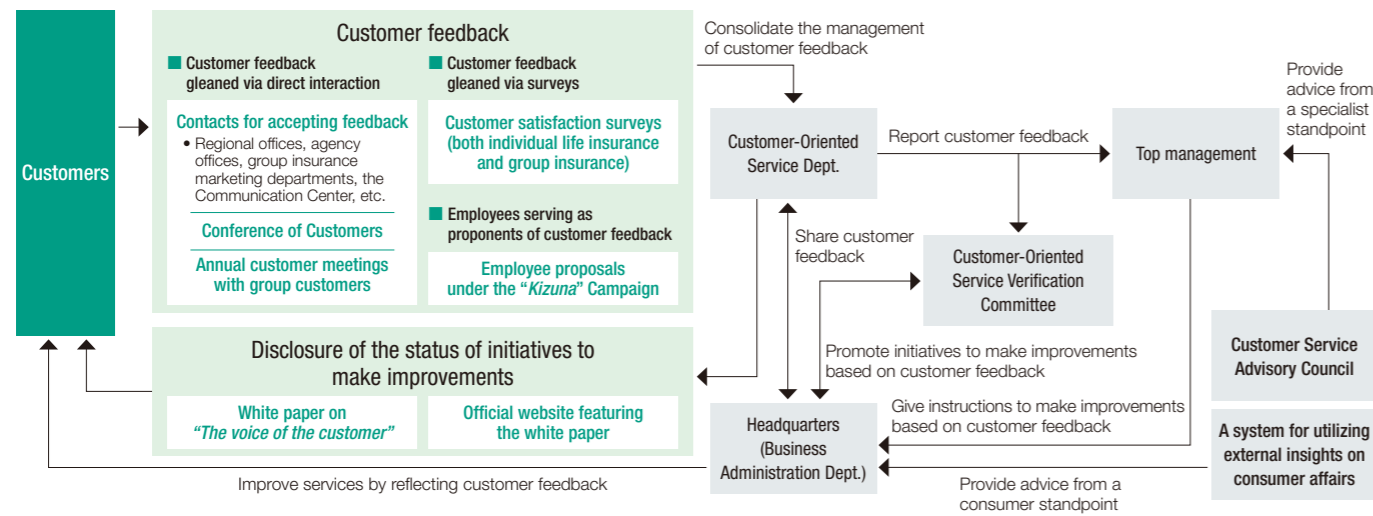 Customers
Customer feedback
■ Customer feedback
gleaned via direct interaction
Contacts for accepting feedback
• Regional offices, agency
offices, group insurance
marketing departments, the
Communication Center, etc.
Conference of Customers
Annual customer meetings
with group customers
■ Customer feedback
gleaned via surveys
Customer satisfaction surveys
(both individual life insurance
and group insurance)
■ Employees serving as
proponents of customer feedback
Employee proposals
under the “Kizuna” Campaign
Disclosure of the status of initiatives to
make improvements
White paper on
“The voice of the customer”
Official website featuring
the white paper
Improve services by reflecting customer feedback
Consolidate the management
of customer feedback
Customer-Oriented
Service Dept.
Report customer feedback
Top management
Provide
advice from
a specialist
standpoint
Share customer
feedback
Customer-Oriented
Service Verification
Committee
Promote initiatives to make improvements
based on customer feedback
Give instructions to make improvements
based on customer feedback
Headquarters
(Business
Administration Dept.)
Provide advice from a
consumer standpoint
Customer Service
Advisory Council
A system for utilizing
external insights on
consumer affairs